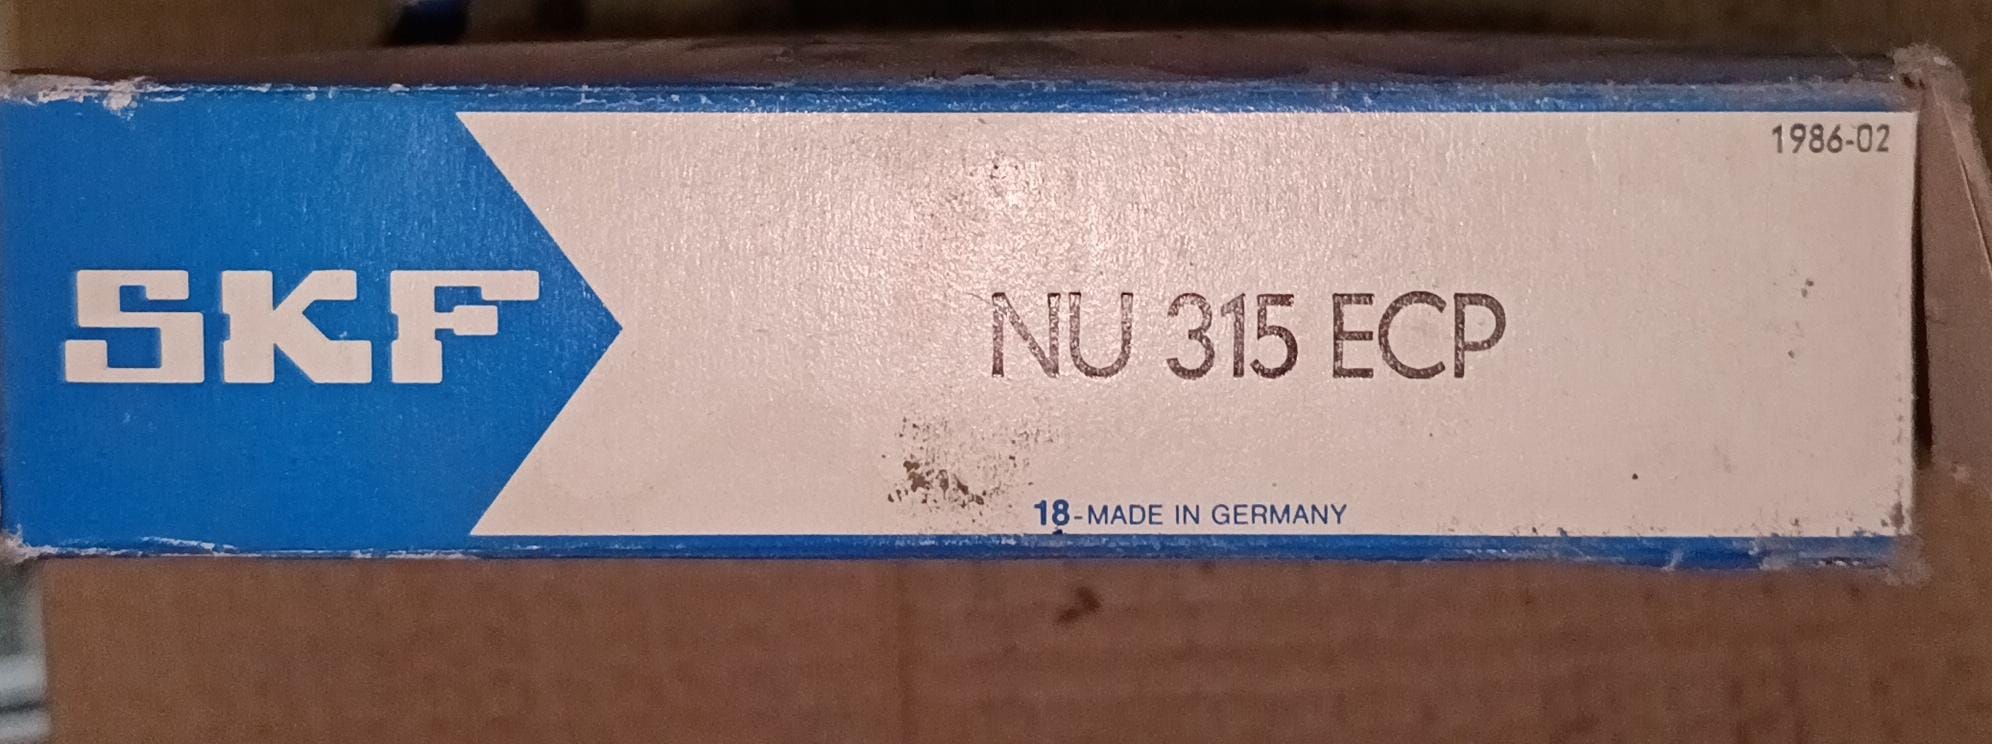 1986-02
SKF
NU 315 ECP
18-MADE IN GERMANY